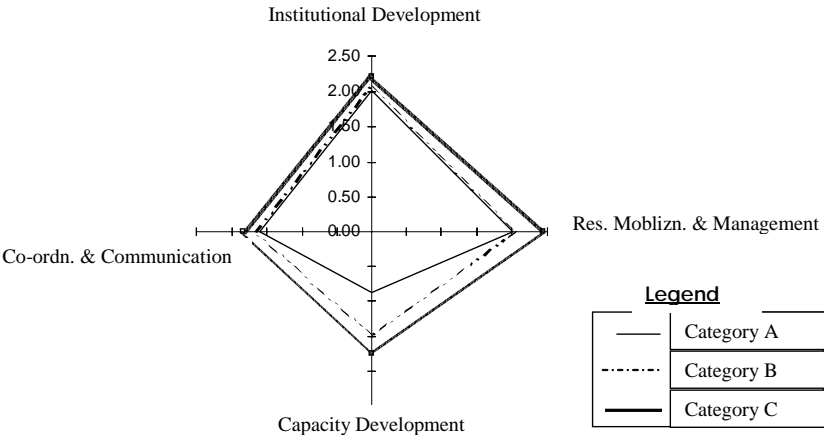 Institutional Development
2.50
2.00
1.50
1.00
0.50
0.00
Res. Moblizn. & Management
Co-ordn. & Communication
Capacity Development
Legend
Category A
Category B
Category C